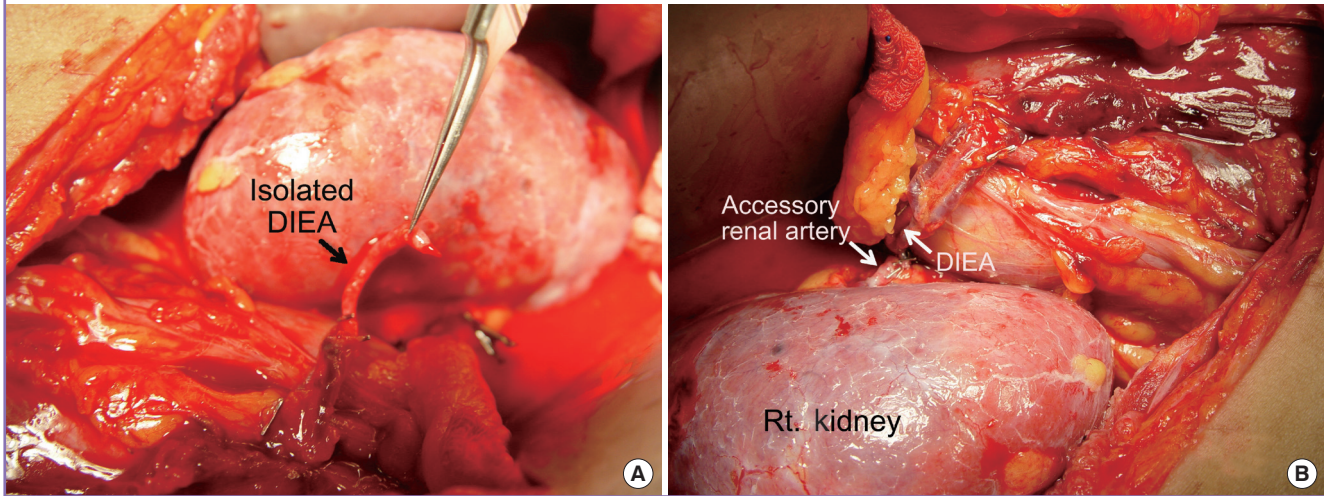 Isolated
DIEA
A
Accessory
renal artery
DIEA
Rt. kidney
B